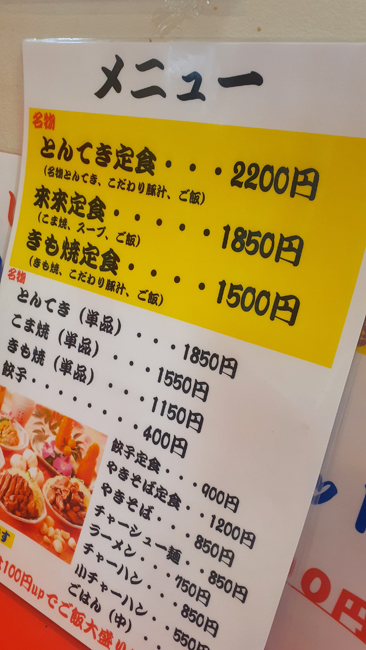 メニュー
名物
とんてき定食・・・2200円
(名物とんてき、こだわり豚汁、ご飯)
来来定食・・・・・1850円
(こま焼、スープ、ご飯)
きも焼定食・・・・1500円
(きも焼、こだわり豚汁、ご飯)
名物
とんてき（単品）・・・1850円
こま焼（単品）・・・1550円
きも焼（単品）・・・1150円
餃子・・・・・・・・400円
餃子定食・・・900円
やきそば定食・・・1200円
やきそば・・・850円
チャーシュー麺・・850円
ラーメン・・・750円
チャーハン・・・850円
小チャーハン・・550円
ごはん（中）・・
100円upでご飯大盛り